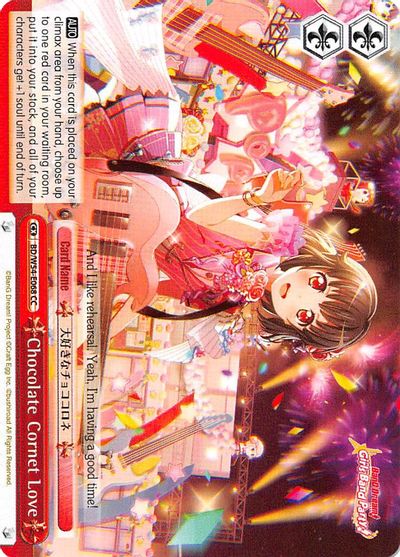 BanG Dream!
Girls Band Party!
And I like rehearsal! Yeah, I'm having a good time!
AUTO When this card is placed on your
climax area from your hand, choose up
to one red card in your waiting room,
put it into your stock, and all of your
characters get +1 soul until end of turn.
Card Name 大好きなチョココロネ
CX BD/W54-E068 CC Chocolate Cornet Love
©BanG Dream! Project ©Craft Egg Inc. ©bushiroad All Rights Reserved.